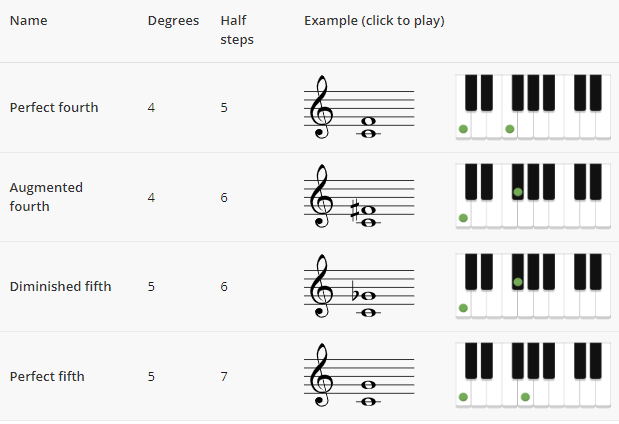 Name Degrees Half steps Example (click to play)
Perfect fourth 4 5
Augmented fourth 4 6
Diminished fifth 5 6
Perfect fifth 5 7